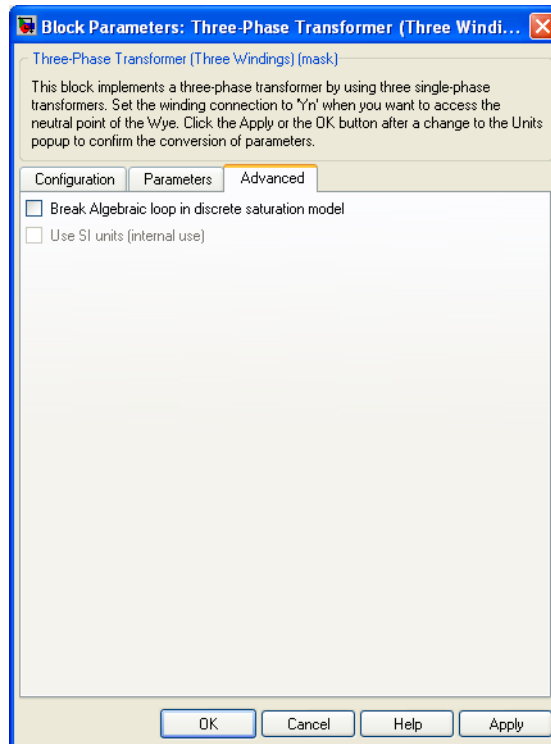 Block Parameters: Three-Phase Transformer (Three Windi...
Three-Phase Transformer (Three Windings) (mask)
This block implements a three-phase transformer by using three single-phase
transformers. Set the winding connection to 'Yn' when you want to access the
neutral point of the Wye. Click the Apply or the OK button after a change to the Units
popup to confirm the conversion of parameters.
Configuration Parameters Advanced
Break Algebraic loop in discrete saturation model
Use SI units (internal use)
OK Cancel Help Apply